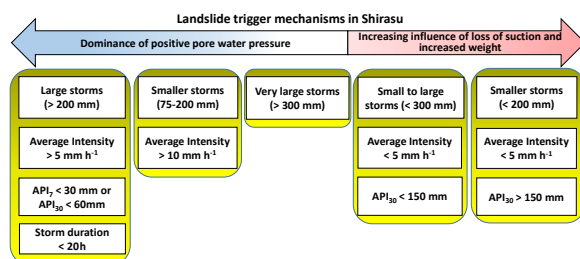 Landslide trigger mechanisms in Shirasu
Dominance of positive pore water pressure
Increasing influence of loss of suction and
increased weight
Large storms
(> 200 mm)
Average Intensity
> 5 mm h⁻¹
API₇ < 30 mm or
API₃₀ < 60mm
Storm duration
< 20h
Smaller storms
(75-200 mm)
Average Intensity
> 10 mm h⁻¹
Very large storms
(> 300 mm)
Small to large
storms (< 300 mm)
Average Intensity
< 5 mm h⁻¹
API₃₀ < 150 mm
Smaller storms
(< 200 mm)
Average Intensity
< 5 mm h⁻¹
API₃₀ > 150 mm